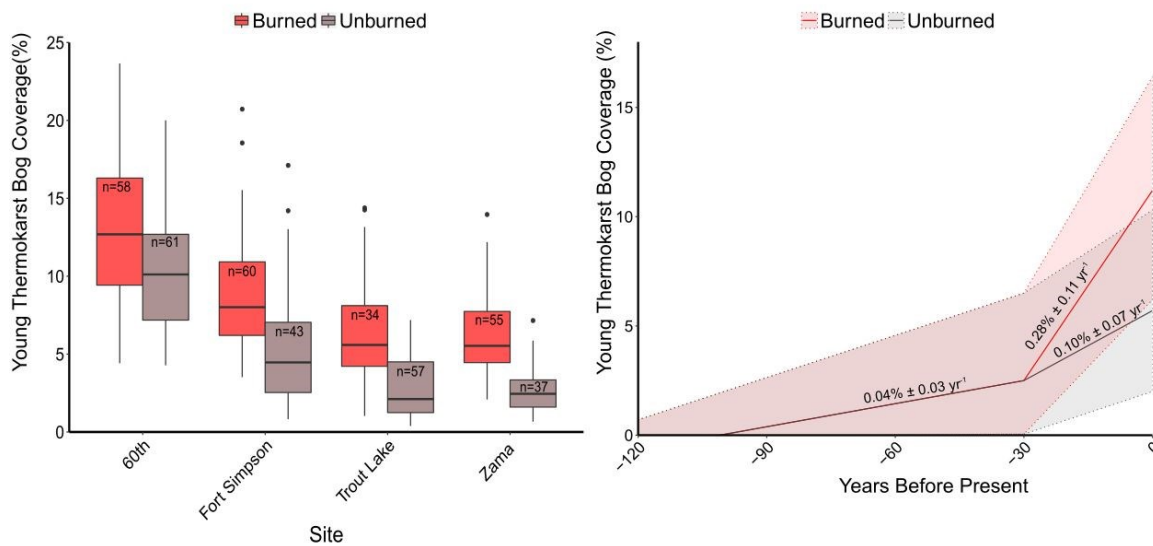 Burned Unburned
Young Thermokarst Bog Coverage(%)
25
20
15
10
5
0
n=58
n=61
n=60
n=43
n=34
n=57
n=55
n=37
60th
Fort Simpson
Trout Lake
Zama
Site
Burned Unburned
Young Thermokarst Bog Coverage (%)
15
10
5
0
0.04% ± 0.03 yr⁻¹
0.28% ± 0.11 yr⁻¹
0.10% ± 0.07 yr⁻¹
−120
−90
−60
−30
0
Years Before Present